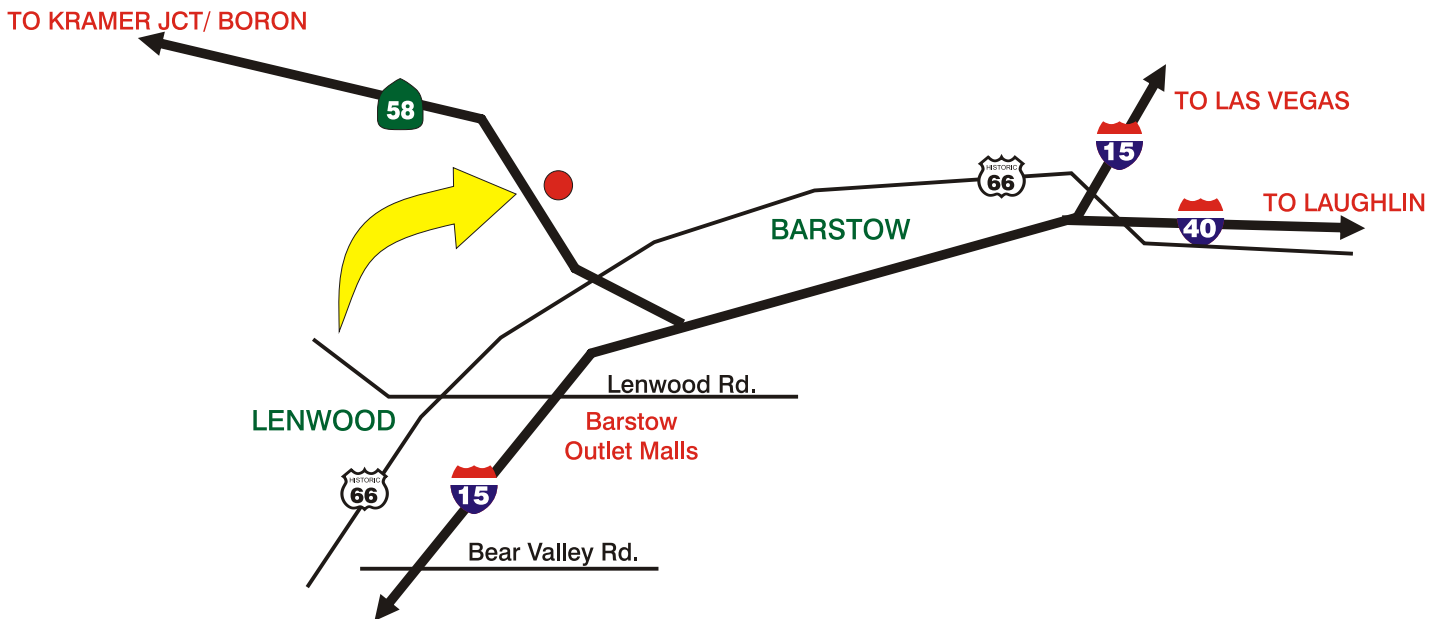 TO KRAMER JCT/ BORON
58
TO LAS VEGAS
15
HISTORIC
66
TO LAUGHLIN
40
BARSTOW
Lenwood Rd.
LENWOOD
Barstow
Outlet Malls
HISTORIC
66
15
Bear Valley Rd.